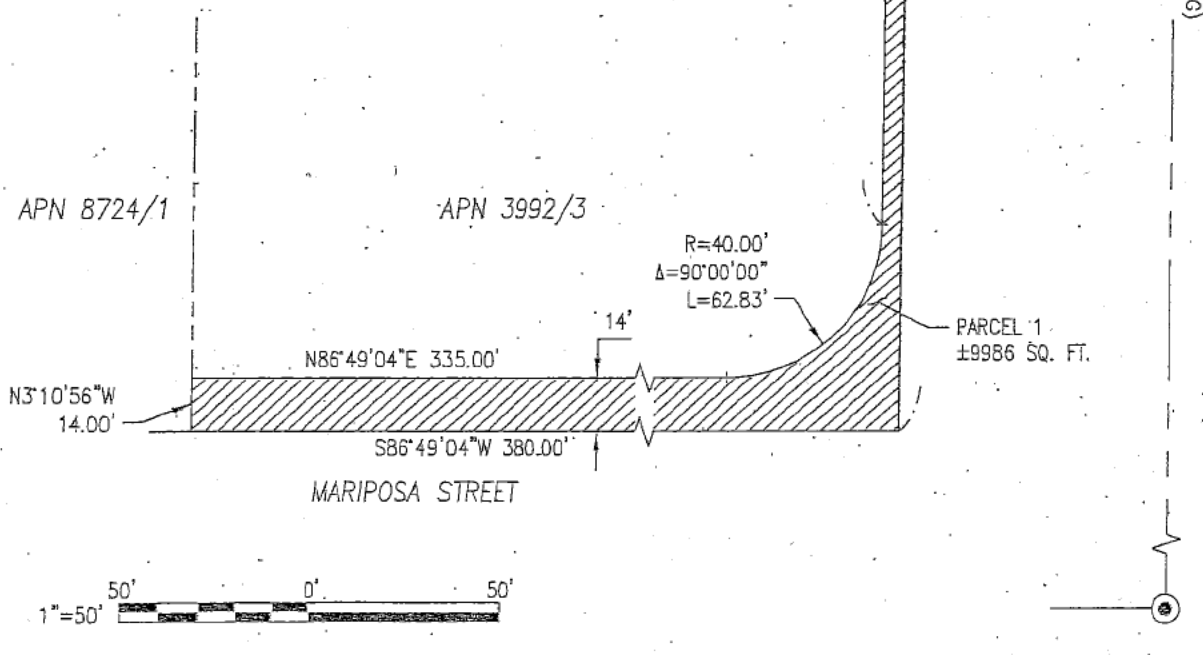 G)
APN 8724/1
APN 3992/3
R=40.00'
Δ=90°00'00"
L=62.83'
14'
PARCEL 1
±9986 SQ. FT.
N86°49'04"E 335.00'
N3°10'56"W
14.00'
S86°49'04"W 380.00'
MARIPOSA STREET
50' 0' 50'
1"=50'